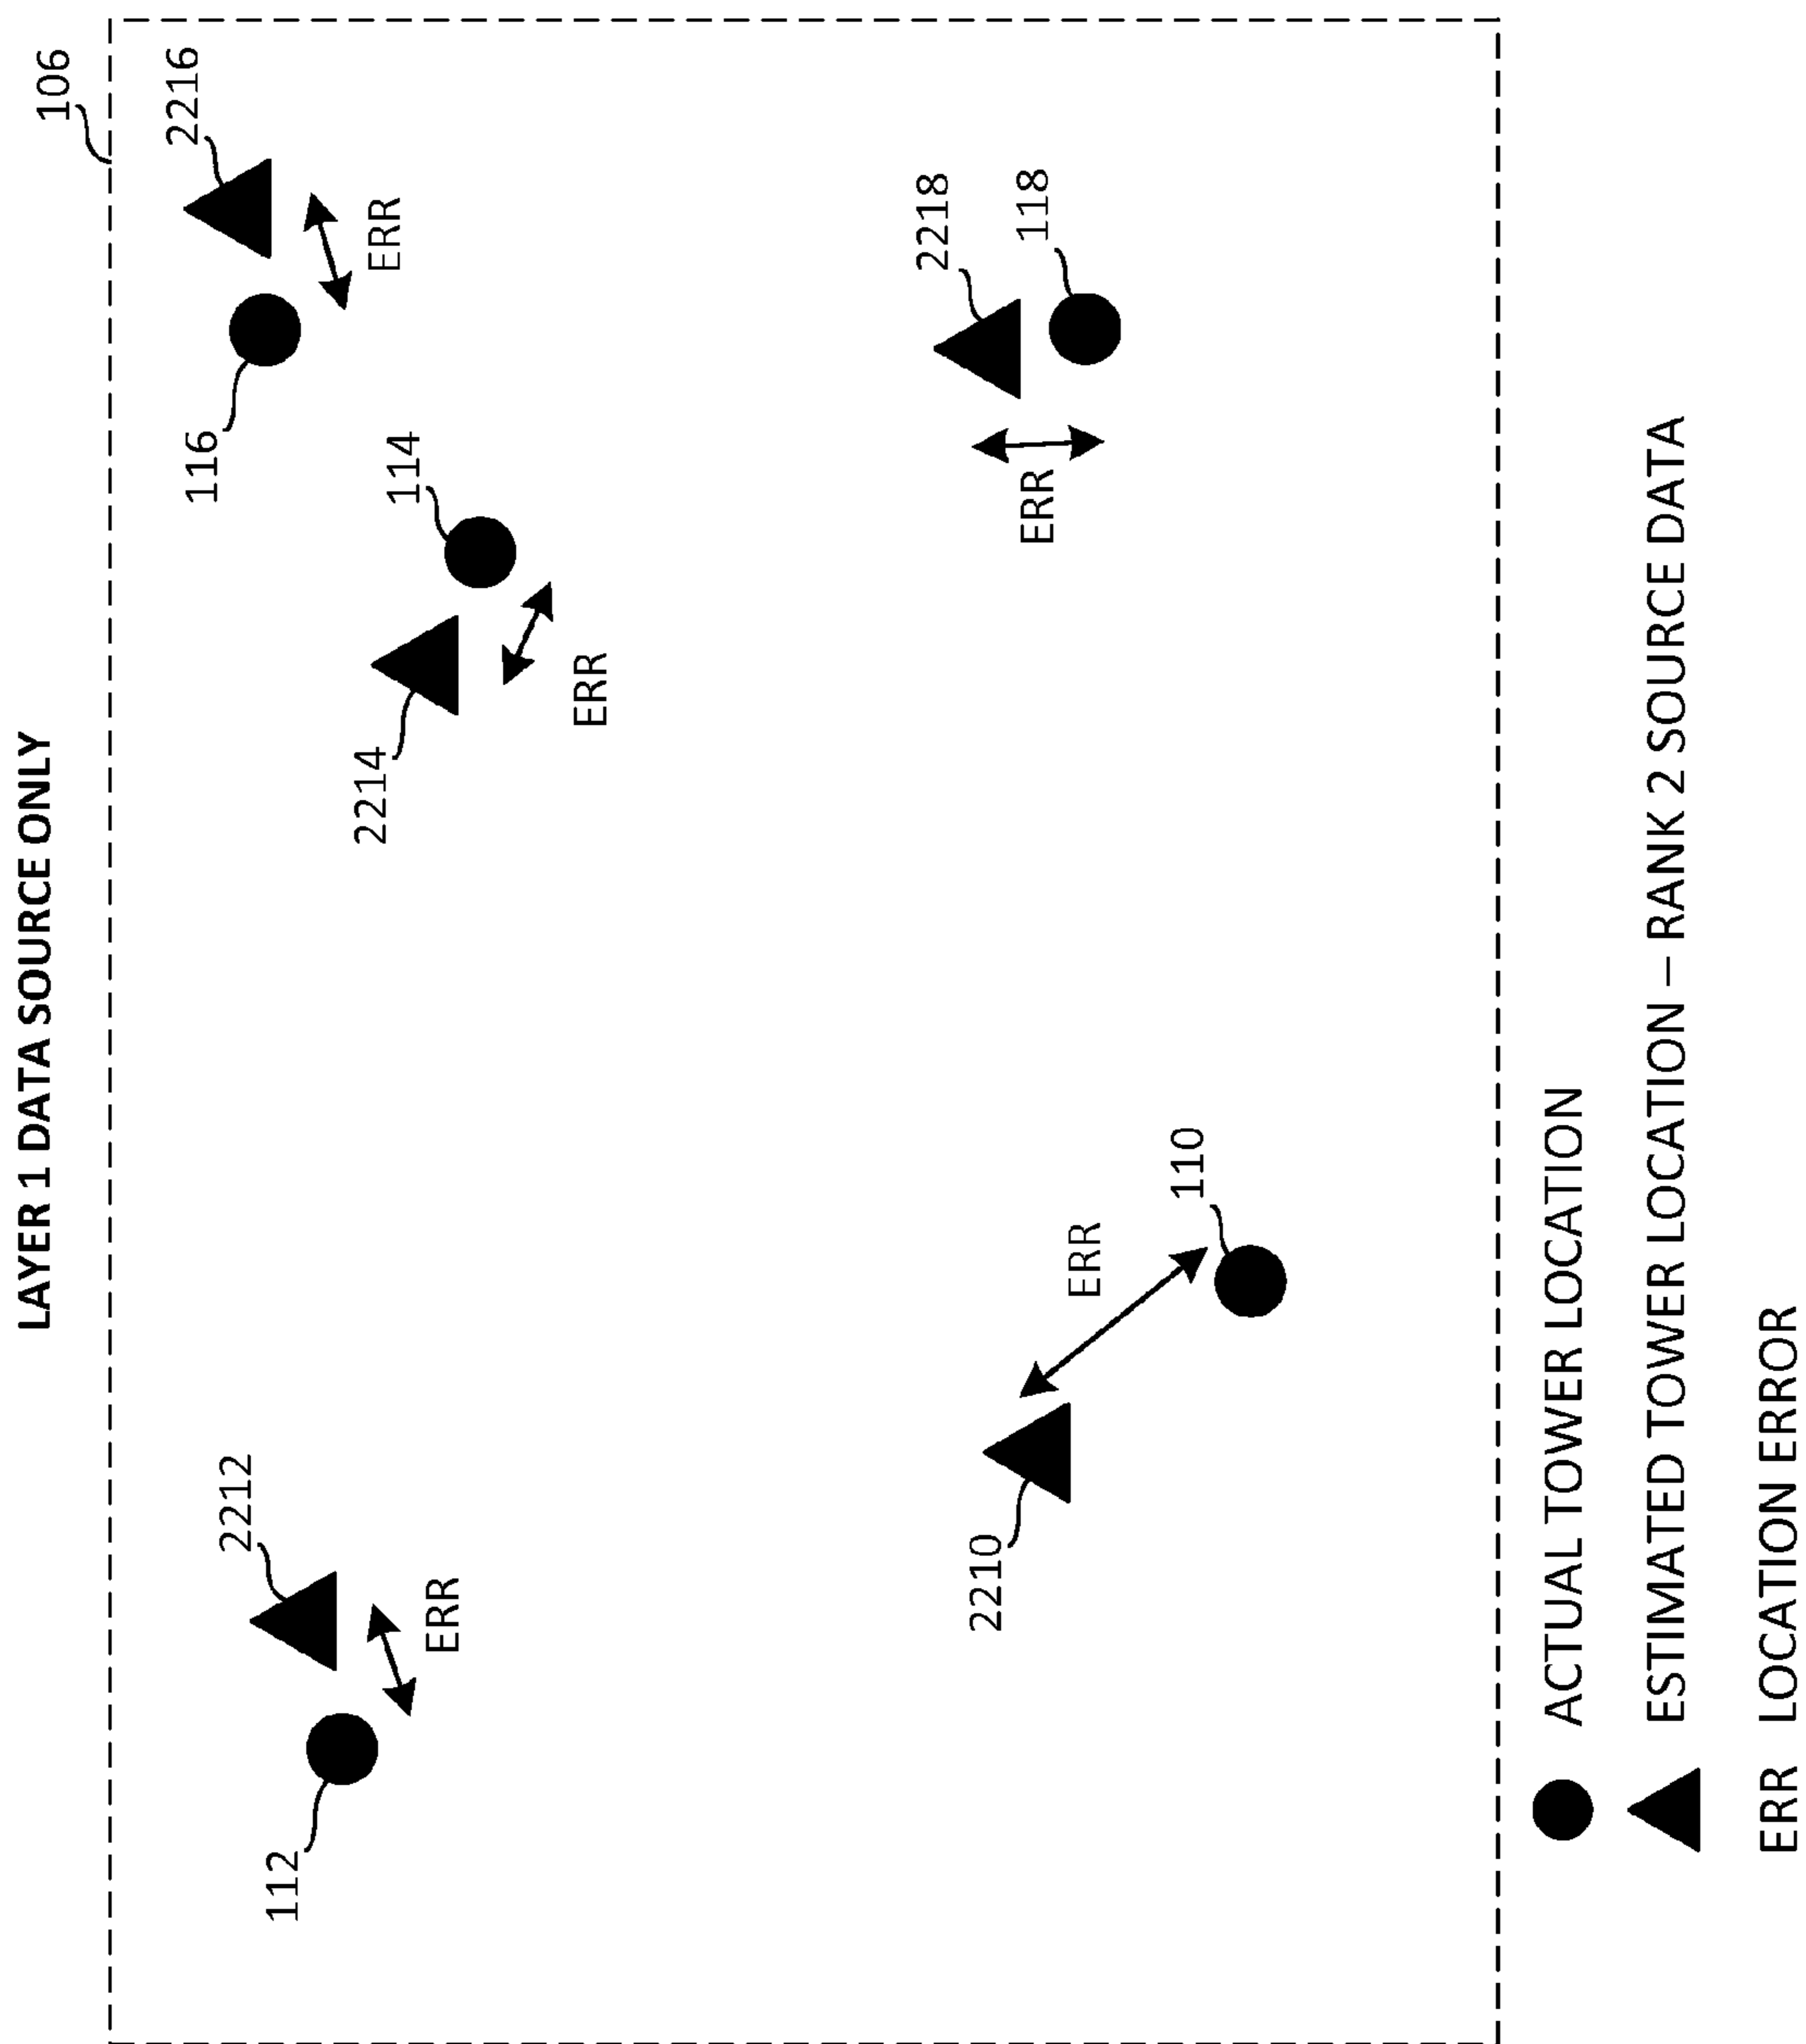 LAYER 1 DATA SOURCE ONLY
106
2216
116
ERR
2212
114
112
2214
ERR
ERR
2218
118
ERR
2210
ERR
110
ACTUAL TOWER LOCATION
ESTIMATED TOWER LOCATION – RANK 2 SOURCE DATA
ERR LOCATION ERROR